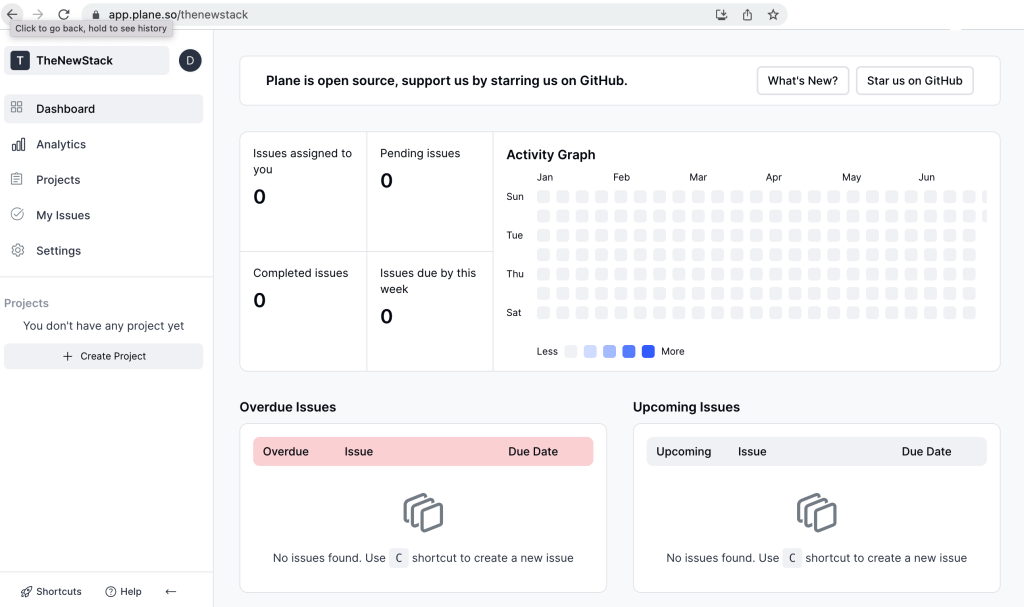 app.plane.so/thenewstack
Click to go back, hold to see history
T TheNewStack D
Dashboard
Analytics
Projects
My Issues
Settings
Projects
You don't have any project yet
+ Create Project
Shortcuts Help ←
Plane is open source, support us by starring us on GitHub.
What's New? Star us on GitHub
Issues assigned to
you
0
Pending issues
0
Completed issues
0
Issues due by this
week
0
Activity Graph
Jan Feb Mar Apr May Jun
Sun
Tue
Thu
Sat
Less More
Overdue Issues
Overdue Issue Due Date
No issues found. Use C shortcut to create a new issue
Upcoming Issues
Upcoming Issue Due Date
No issues found. Use C shortcut to create a new issue